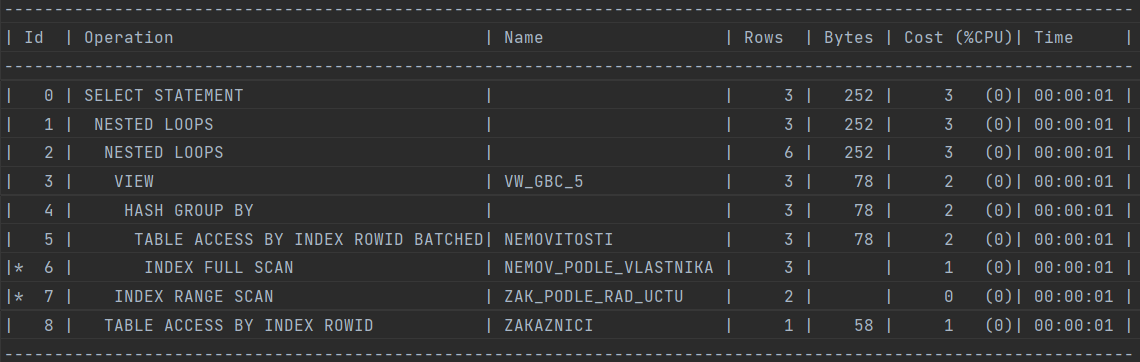 -----------------------------------------------------------------------------------------------------------------
| Id  | Operation                               | Name                  | Rows  | Bytes | Cost (%CPU)| Time     |
-----------------------------------------------------------------------------------------------------------------
|   0 | SELECT STATEMENT                        |                       |     3 |   252 |     3   (0)| 00:00:01 |
|   1 |  NESTED LOOPS                           |                       |     3 |   252 |     3   (0)| 00:00:01 |
|   2 |   NESTED LOOPS                          |                       |     6 |   252 |     3   (0)| 00:00:01 |
|   3 |    VIEW                                 | VW_GBC_5              |     3 |    78 |     2   (0)| 00:00:01 |
|   4 |     HASH GROUP BY                       |                       |     3 |    78 |     2   (0)| 00:00:01 |
|   5 |      TABLE ACCESS BY INDEX ROWID BATCHED| NEMOVITOSTI           |     3 |    78 |     2   (0)| 00:00:01 |
|*  6 |       INDEX FULL SCAN                   | NEMOV_PODLE_VLASTNIKA |     3 |       |     1   (0)| 00:00:01 |
|*  7 |    INDEX RANGE SCAN                     | ZAK_PODLE_RAD_UCTU    |     2 |       |     0   (0)| 00:00:01 |
|   8 |   TABLE ACCESS BY INDEX ROWID           | ZAKAZNICI             |     1 |    58 |     1   (0)| 00:00:01 |
-----------------------------------------------------------------------------------------------------------------